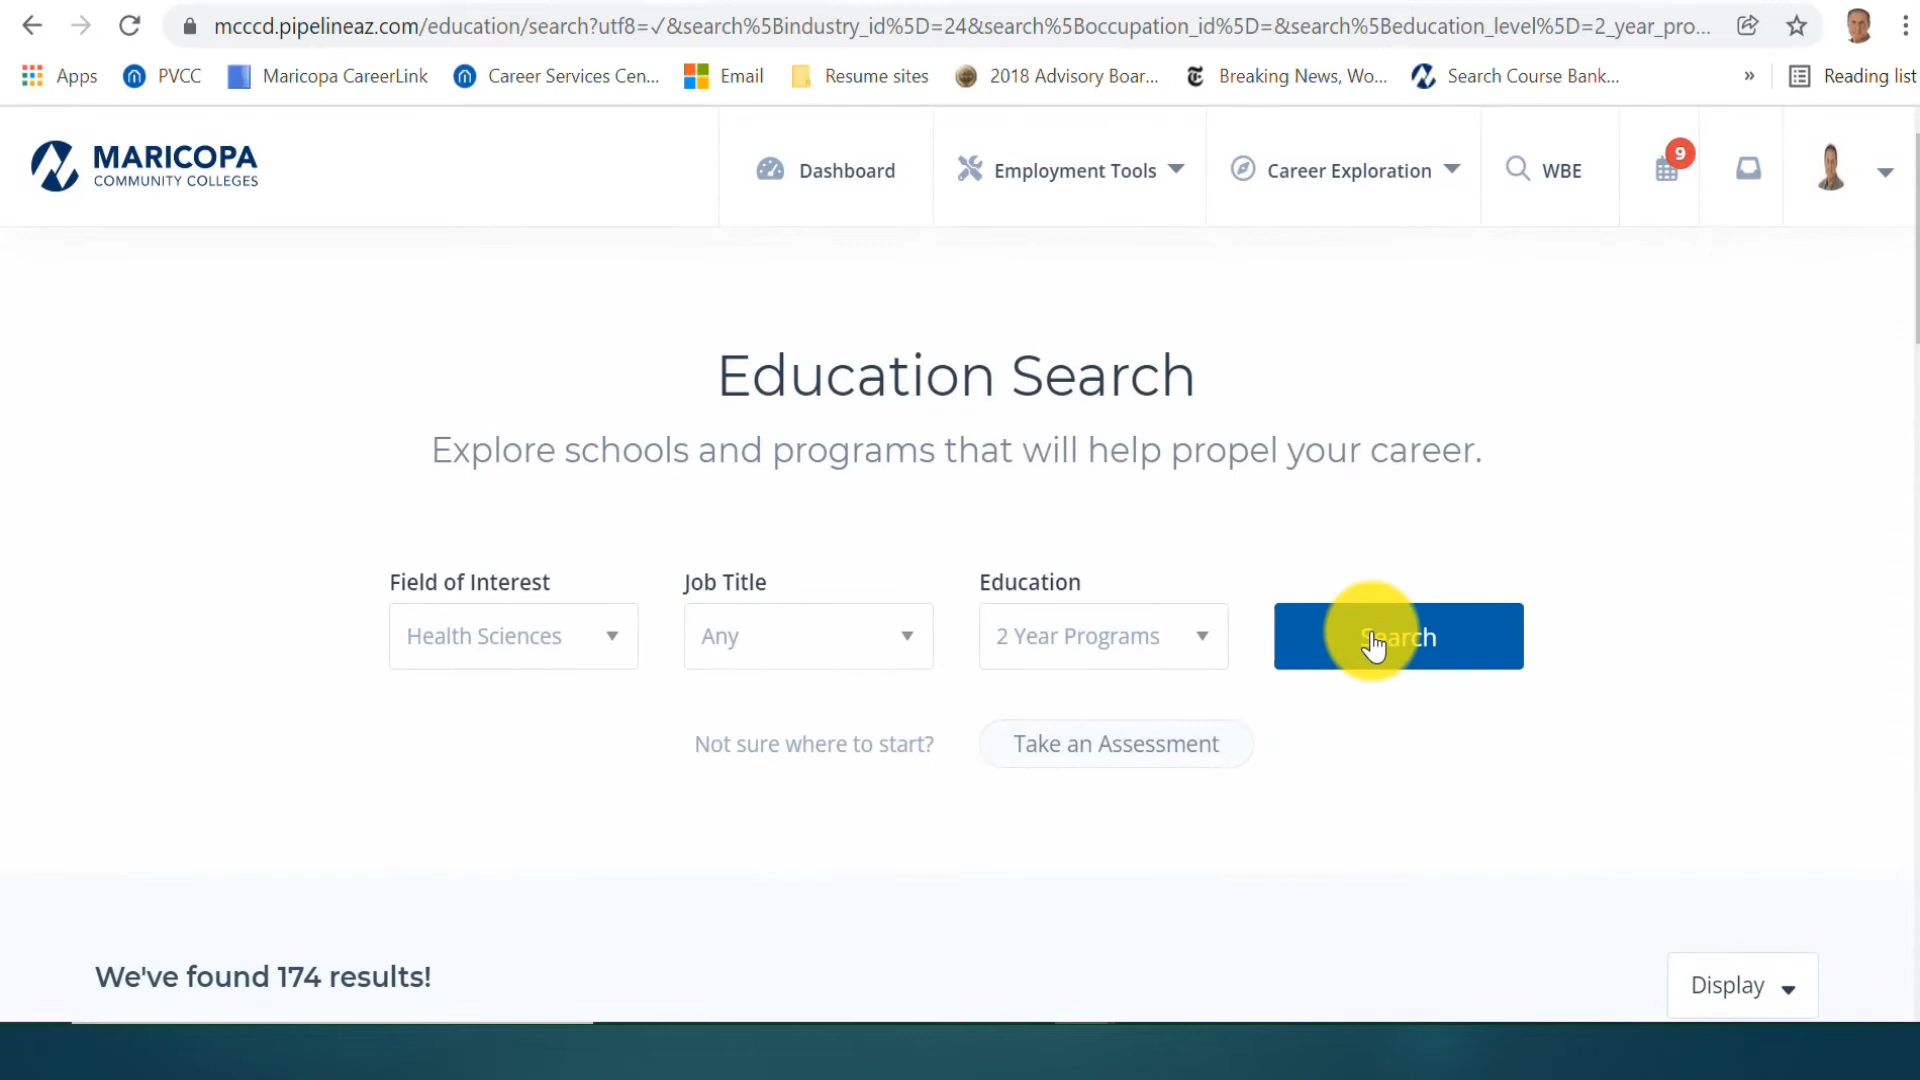 mcccd.pipelineaz.com/education/search?utf8=✓&search%5Bindustry_id%5D=24&search%5Boccupation_id%5D=&search%5Beducation_level%5D=2_year_pro...
Apps PVCC Maricopa CareerLink Career Services Cen... Email Resume sites 2018 Advisory Boar... Breaking News, Wo... Search Course Bank... » Reading list
MARICOPA
COMMUNITY COLLEGES
Dashboard Employment Tools Career Exploration WBE 9
Education Search
Explore schools and programs that will help propel your career.
Field of Interest Job Title Education
Health Sciences Any 2 Year Programs Search
Not sure where to start? Take an Assessment
We've found 174 results!
Display